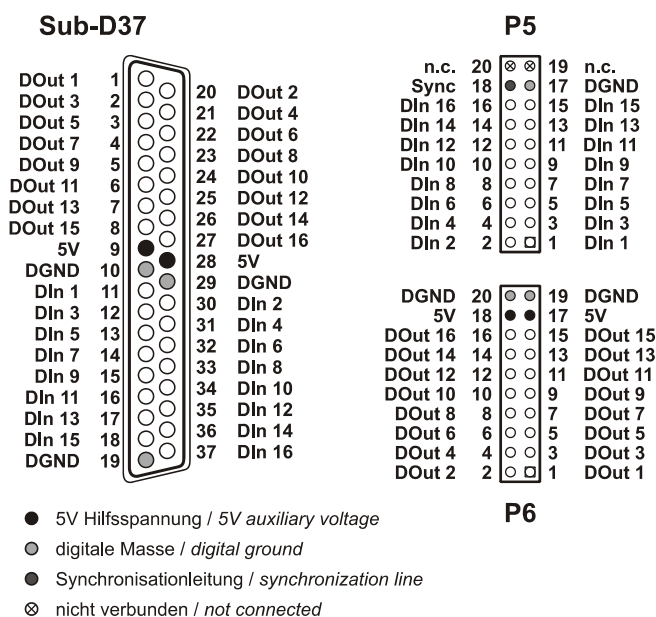 Sub-D37
DOut 1 1
DOut 3 2
DOut 5 3
DOut 7 4
DOut 9 5
DOut 11 6
DOut 13 7
DOut 15 8
5V 9
DGND 10
DIn 1 11
DIn 3 12
DIn 5 13
DIn 7 14
DIn 9 15
DIn 11 16
DIn 13 17
DIn 15 18
DGND 19
20 DOut 2
21 DOut 4
22 DOut 6
23 DOut 8
24 DOut 10
25 DOut 12
26 DOut 14
27 DOut 16
28 5V
29 DGND
30 DIn 2
31 DIn 4
32 DIn 6
33 DIn 8
34 DIn 10
35 DIn 12
36 DIn 14
37 DIn 16
P5
n.c. 20 19 n.c.
Sync 18 17 DGND
DIn 16 16 15 DIn 15
DIn 14 14 13 DIn 13
DIn 12 12 11 DIn 11
DIn 10 10 9 DIn 9
DIn 8 8 7 DIn 7
DIn 6 6 5 DIn 5
DIn 4 4 3 DIn 3
DIn 2 2 1 DIn 1
DGND 20 19 DGND
5V 18 17 5V
DOut 16 16 15 DOut 15
DOut 14 14 13 DOut 13
DOut 12 12 11 DOut 11
DOut 10 10 9 DOut 9
DOut 8 8 7 DOut 7
DOut 6 6 5 DOut 5
DOut 4 4 3 DOut 3
DOut 2 2 1 DOut 1
P6
5V Hilfsspannung / 5V auxiliary voltage
digitale Masse / digital ground
Synchronisationleitung / synchronization line
nicht verbunden / not connected